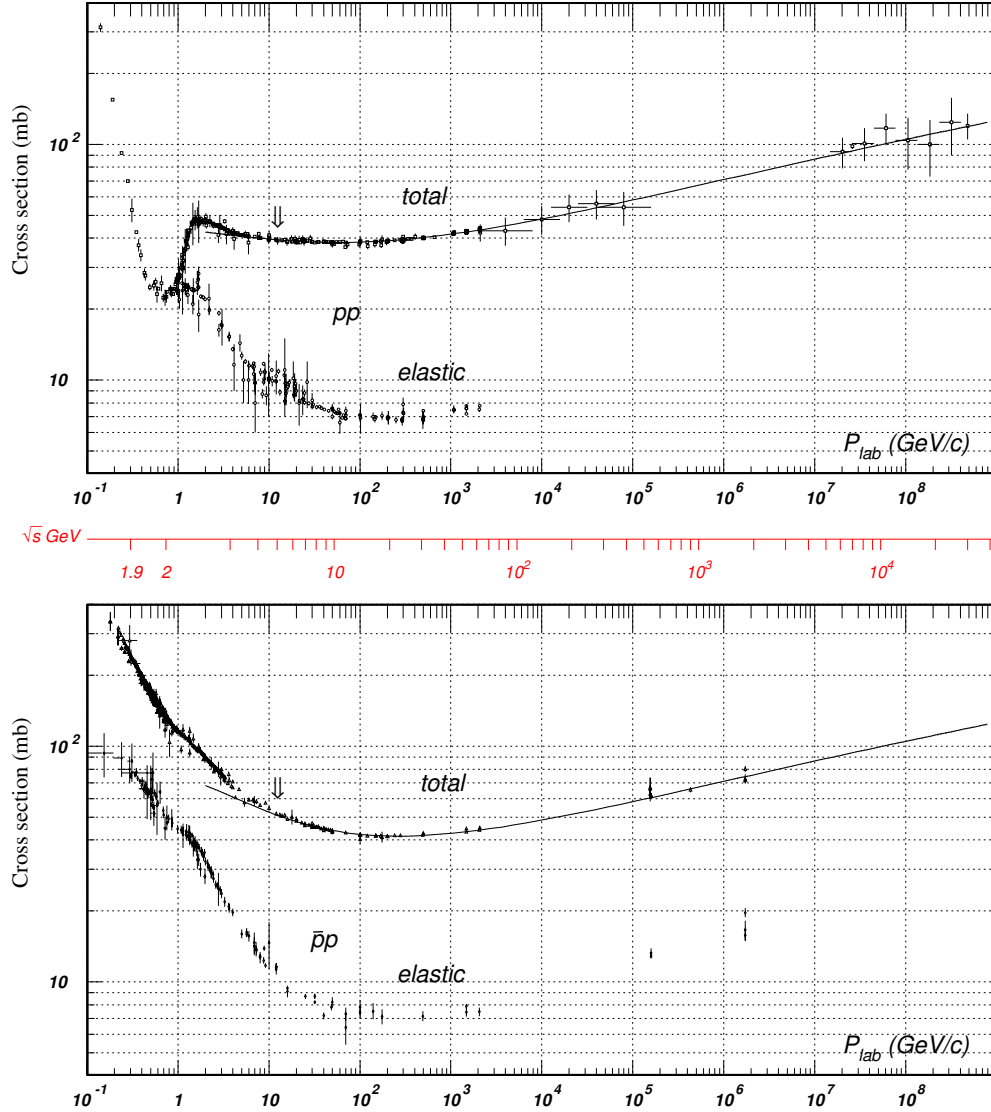 Cross section (mb)
10²
10
total
⇓
pp
elastic
P_lab (GeV/c)
10⁻¹ 1 10 10² 10³ 10⁴ 10⁵ 10⁶ 10⁷ 10⁸
√s GeV
1.9 2 10 10² 10³ 10⁴
Cross section (mb)
10²
10
total
⇓
p̄p
elastic
P_lab (GeV/c)
10⁻¹ 1 10 10² 10³ 10⁴ 10⁵ 10⁶ 10⁷ 10⁸